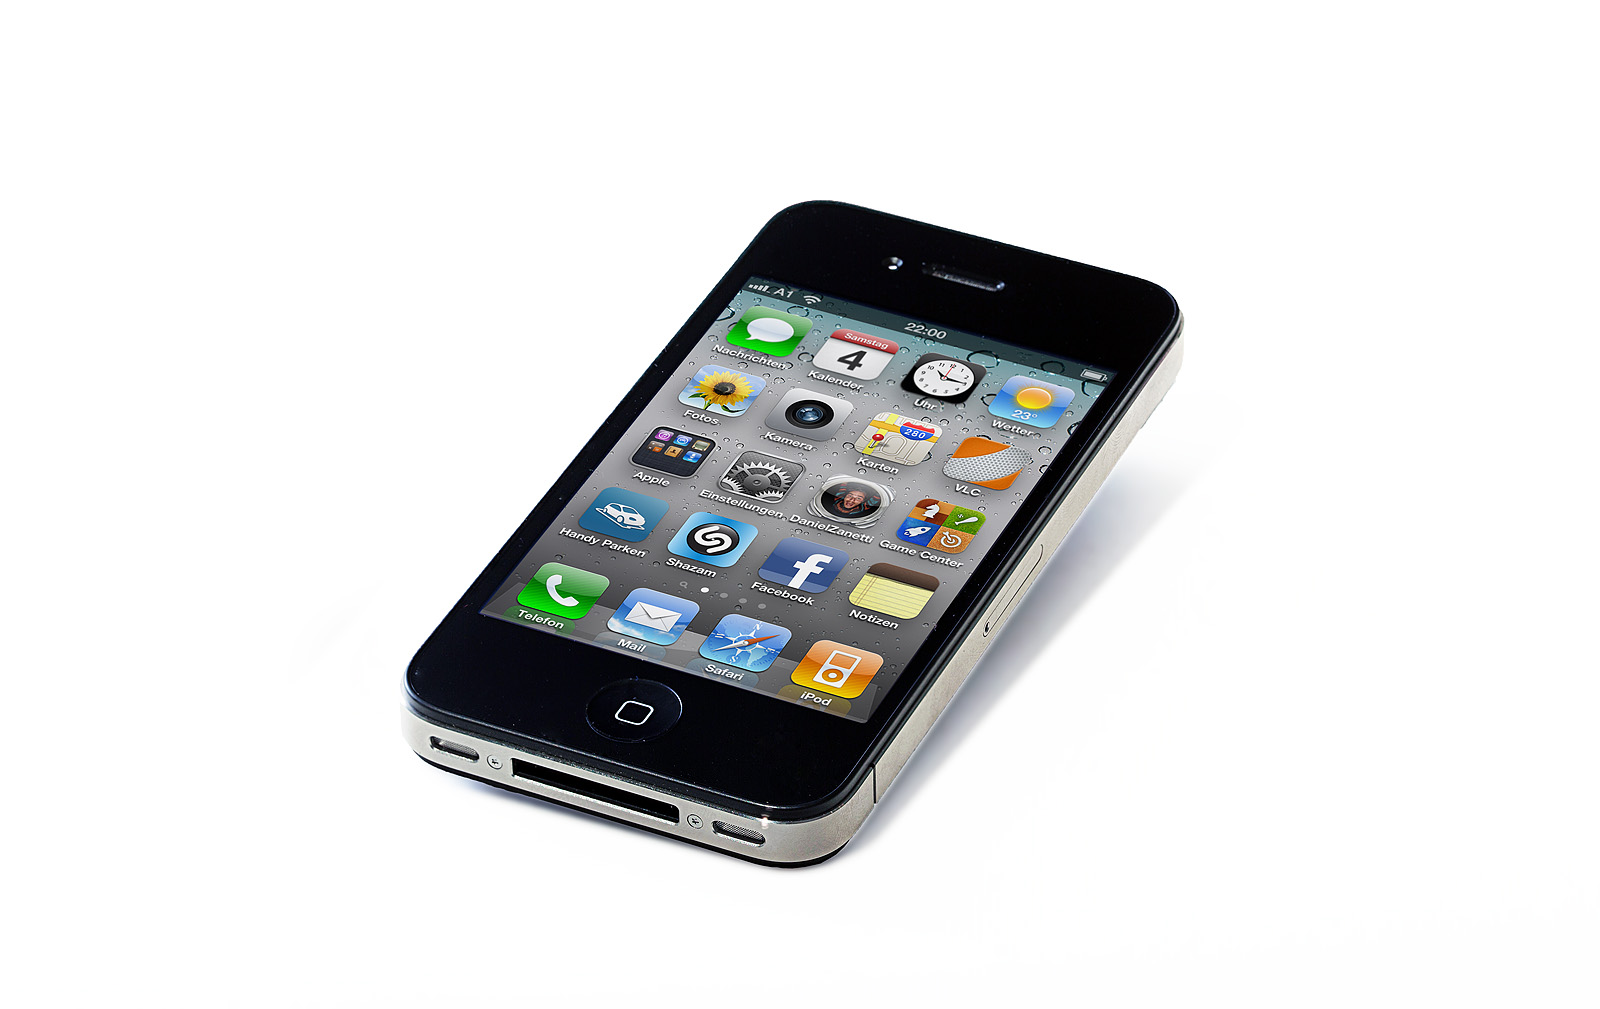 A1
22:00
Nachrichten
Samstag
4
Kalender
Uhr
23°
Wetter
Fotos
Kamera
280
Karten
VLC
Apple
Einstellungen
DanielZanetti
Game Center
Handy Parken
Shazam
f
Facebook
Notizen
Telefon
Mail
Safari
iPod